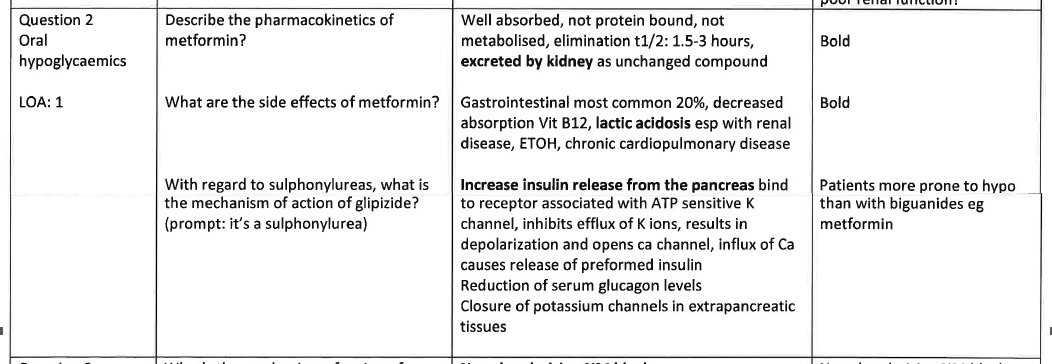 poor renal function?
Question 2
Oral
hypoglycaemics
LOA: 1
Describe the pharmacokinetics of
metformin?
Well absorbed, not protein bound, not
metabolised, elimination t1/2: 1.5-3 hours,
excreted by kidney as unchanged compound
Bold
What are the side effects of metformin?
Gastrointestinal most common 20%, decreased
absorption Vit B12, lactic acidosis esp with renal
disease, ETOH, chronic cardiopulmonary disease
Bold
With regard to sulphonylureas, what is
the mechanism of action of glipizide?
(prompt: it's a sulphonylurea)
Increase insulin release from the pancreas bind
to receptor associated with ATP sensitive K
channel, inhibits efflux of K ions, results in
depolarization and opens ca channel, influx of Ca
causes release of preformed insulin
Reduction of serum glucagon levels
Closure of potassium channels in extrapancreatic
tissues
Patients more prone to hypo
than with biguanides eg
metformin